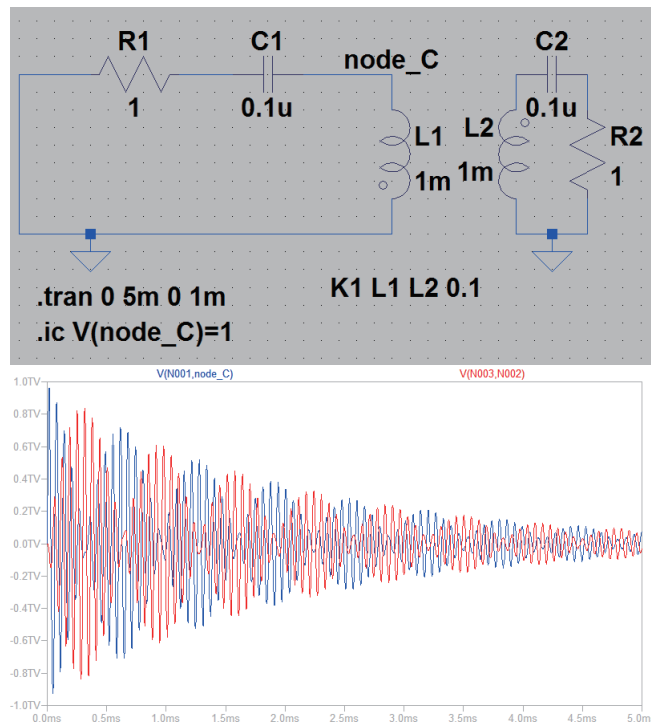 R1
C1
node_C
C2
1
0.1u
0.1u
L1
L2
R2
1m
1m
1
.tran 0 5m 0 1m
K1 L1 L2 0.1
.ic V(node_C)=1
V(N001,node_C)
V(N003,N002)
1.0TV
0.8TV
0.6TV
0.4TV
0.2TV
0.0TV
-0.2TV
-0.4TV
-0.6TV
-0.8TV
-1.0TV
0.0ms
0.5ms
1.0ms
1.5ms
2.0ms
2.5ms
3.0ms
3.5ms
4.0ms
4.5ms
5.0ms